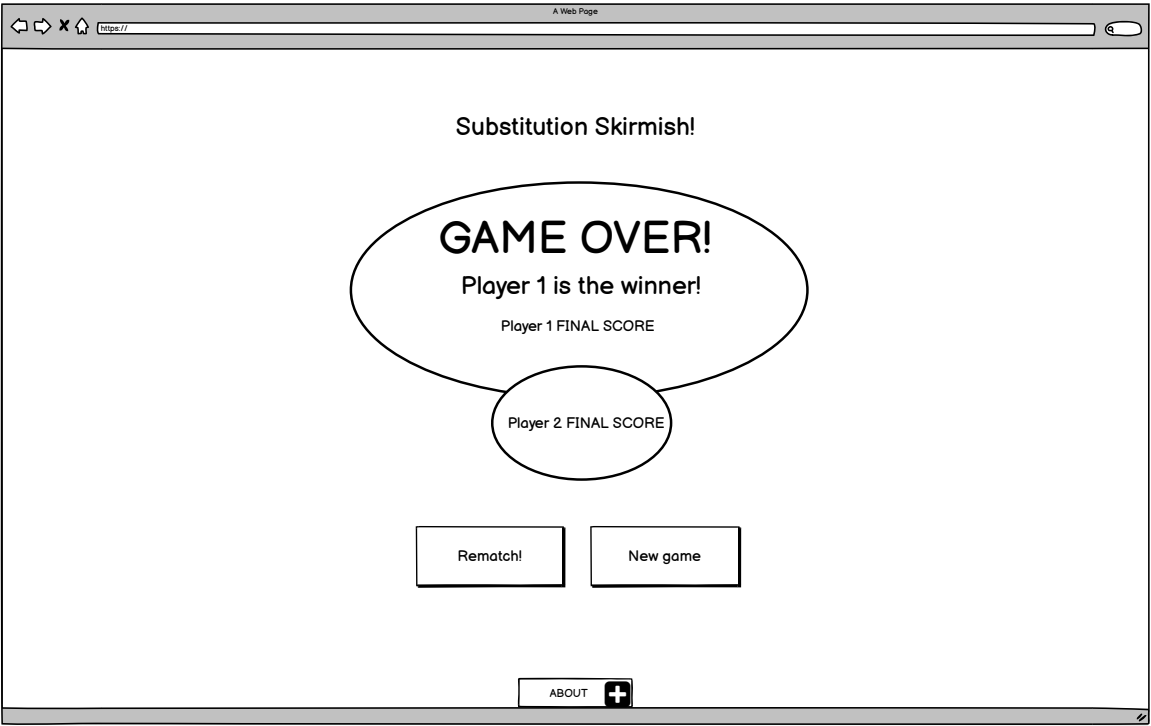 A Web Page
https://
Substitution Skirmish!
GAME OVER!
Player 1 is the winner!
Player 1 FINAL SCORE
Player 2 FINAL SCORE
Rematch!
New game
ABOUT